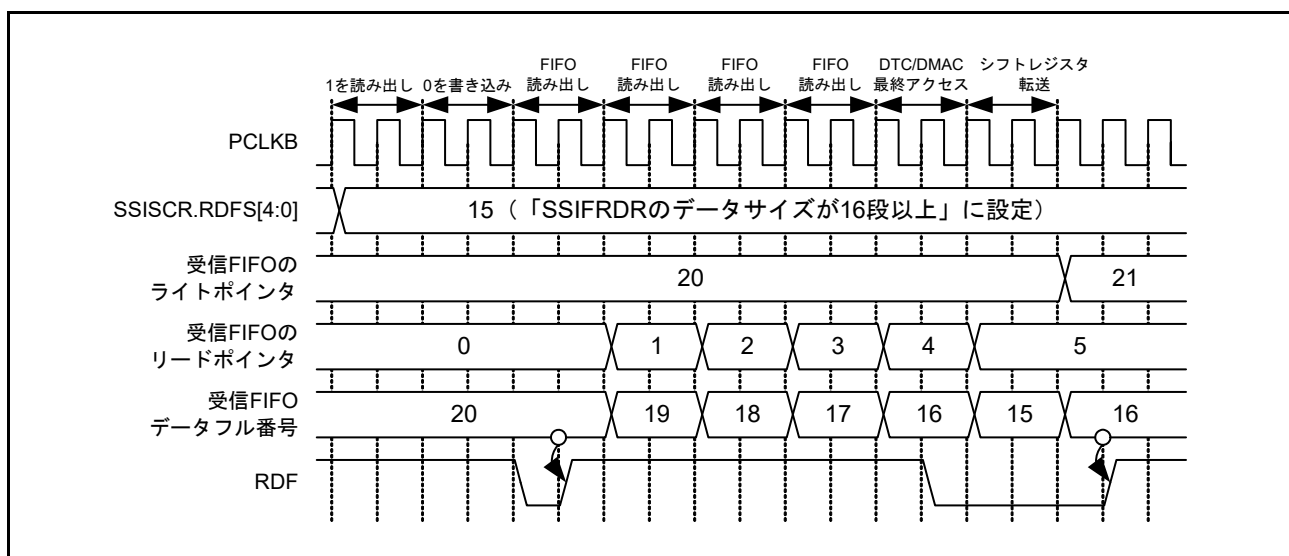 1を読み出し 0を書き込み FIFO 読み出し FIFO 読み出し FIFO 読み出し FIFO 読み出し DTC/DMAC 最終アクセス シフトレジスタ 転送
PCLKB
SSISCR.RDFS[4:0] 15（「SSIFRDRのデータサイズが16段以上」に設定）
受信FIFOの
ライトポインタ
20 21
受信FIFOの
リードポインタ
0 1 2 3 4 5
受信FIFO
データフル番号
20 19 18 17 16 15 16
RDF